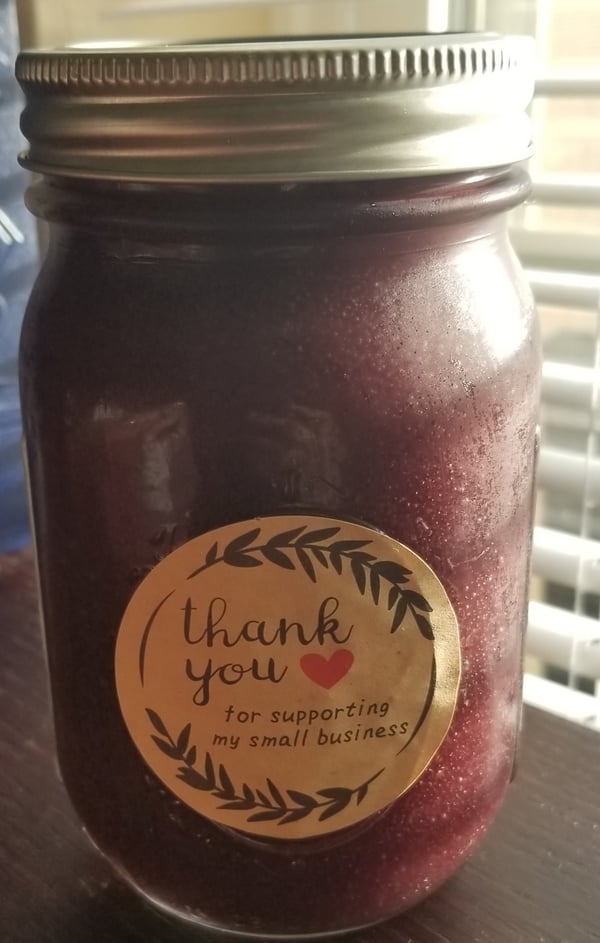 thank
you
for supporting
my small business